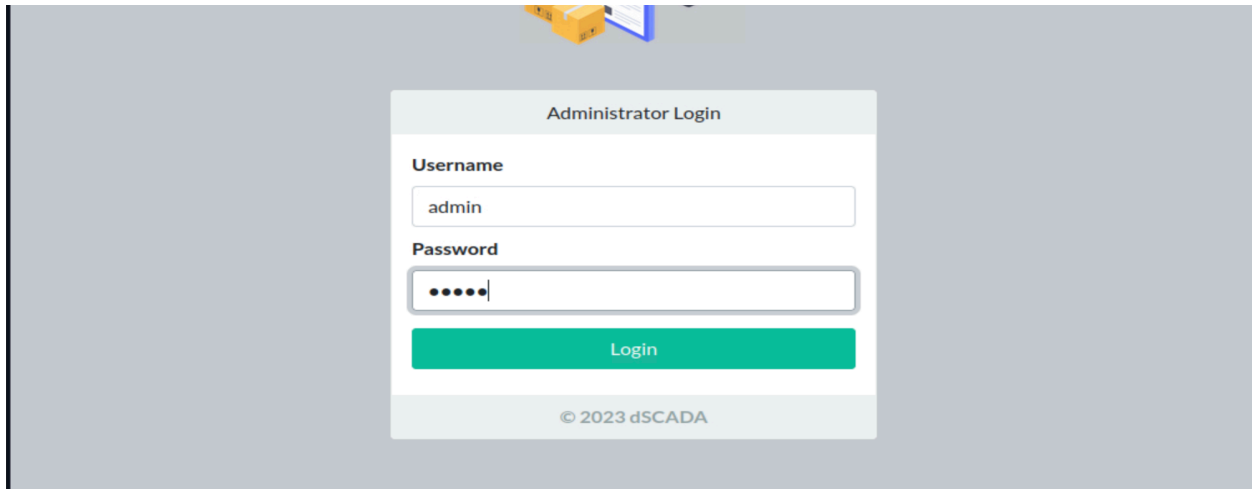 Administrator Login
Username
admin
Password
•••••
Login
© 2023 dSCADA